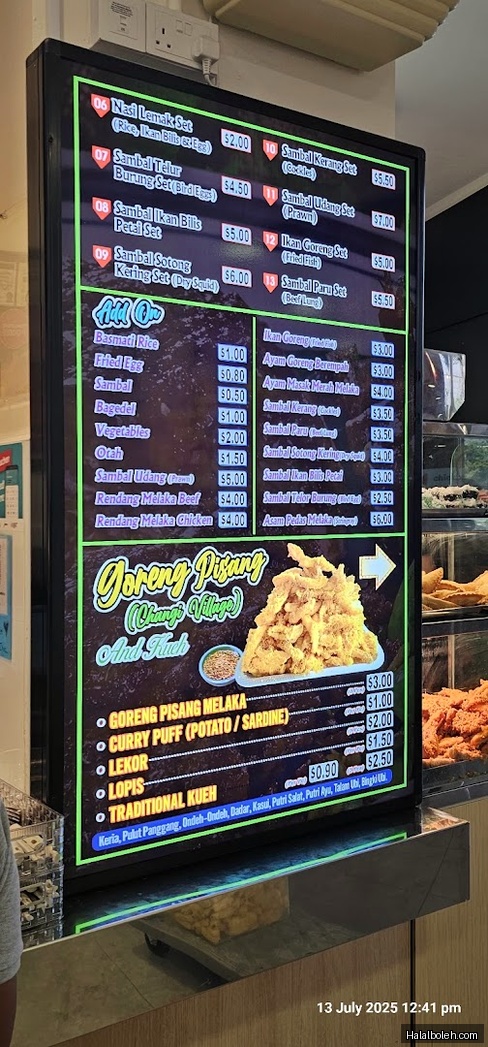 06 Nasi Lemak Set
(Rice, Ikan Bilis & Egg) $2.00
07 Sambal Telur
Burung Set (Bird Eggs) $4.50
08 Sambal Ikan Bilis
Petai Set $5.00
09 Sambal Sotong
Kering Set (Dry Squid) $6.00
10 Sambal Kerang Set
(Cockles) $5.50
11 Sambal Udang Set
(Prawn) $7.00
12 Ikan Goreng Set
(Fried Fish) $5.00
13 Sambal Paru Set
(Beef Lung) $5.50
Add On
Basmati Rice $1.00
Fried Egg $0.80
Sambal $0.50
Bagedel $1.00
Vegetables $2.00
Otah $1.50
Sambal Udang (Prawn) $5.00
Rendang Melaka Beef $4.00
Rendang Melaka Chicken $4.00
Ikan Goreng $3.00
Ayam Goreng Berempah $3.00
Ayam Masak Merah Melaka $4.00
Sambal Kerang $3.50
Sambal Paru $3.50
Sambal Sotong Kering $4.00
Sambal Ikan Bilis Petai $3.00
Sambal Telor Burung $2.50
Asam Pedas Melaka $6.00
Goreng Pisang
(Changi Village)
And Kueh
GORENG PISANG MELAKA $3.00
CURRY PUFF (POTATO / SARDINE) $1.00
LEKOR $2.00
LOPIS $1.50
TRADITIONAL KUEH $0.90 $2.50
Keria, Pulut Panggang, Ondeh-Ondeh, Dadar, Kasui, Putri Salat, Putri Ayu, Talam Ubi, Bingki Ubi.
13 July 2025 12:41 pm
Halalboleh.com